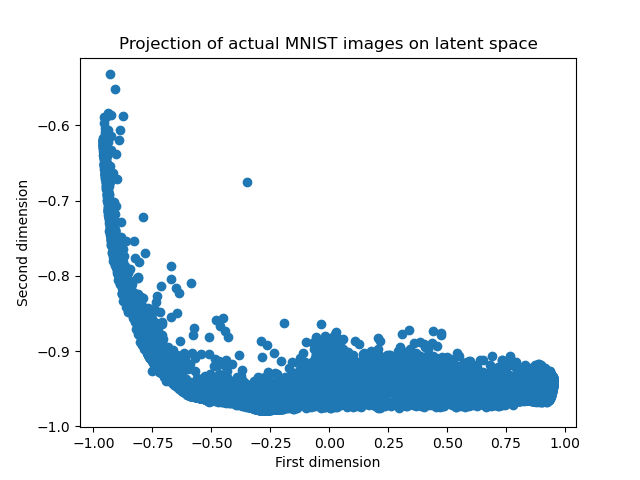 Projection of actual MNIST images on latent space
Second dimension
−0.6
−0.7
−0.8
−0.9
−1.0
−1.00 −0.75 −0.50 −0.25 0.00 0.25 0.50 0.75 1.00
First dimension